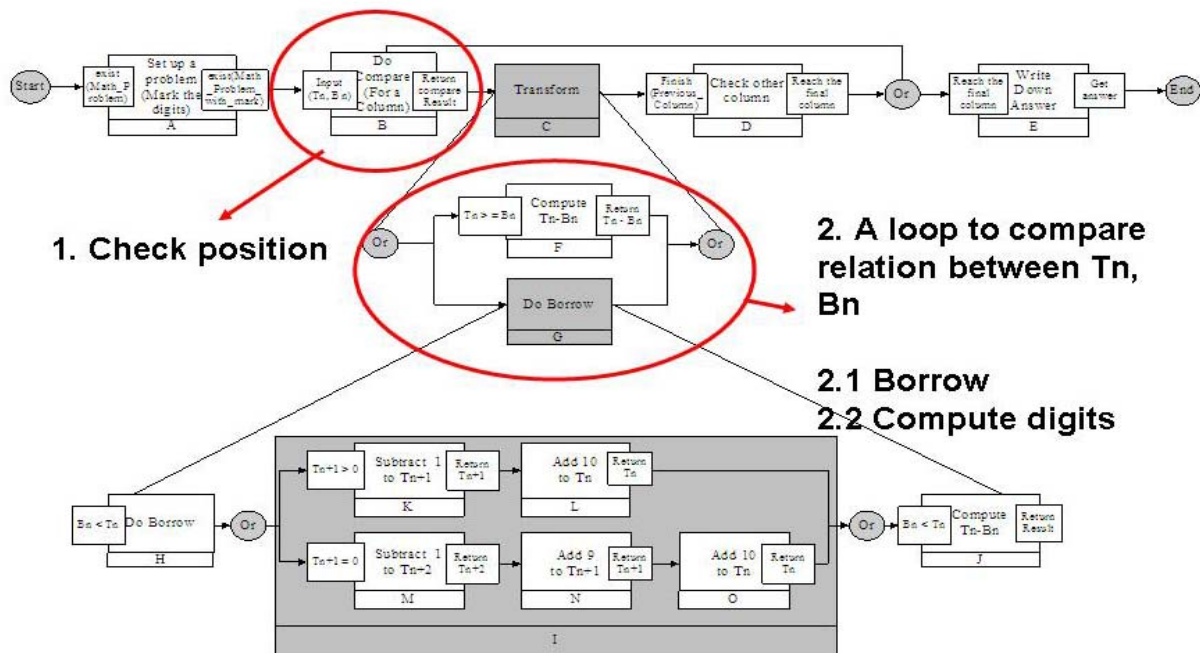 Start
exist
(Math_P
roblem)
Set up a
problem
(Mark the
digits)
exist(Math
_Problem
_with_mark)
A
Input
(Tn, Bn)
Do
Compare
(For a
Column)
Return
compare
Result
B
Transform
C
Finish
(Previous_
Column)
Check other
column
Reach the
final
column
D
Or
Reach the
final
column
Write
Down
Answer
Get
answer
E
End
1. Check position
Or
Tn >= Bn
Compute
Tn-Bn
Return
Tn - Bn
F
Or
Do Borrow
G
2. A loop to compare
relation between Tn,
Bn
2.1 Borrow
2.2 Compute digits
Bn < Tn
Do Borrow
H
Or
Tn+1 > 0
Subtract 1
to Tn+1
Return
Tn+1
K
Add 10
to Tn
Return
Tn
L
Tn+1 = 0
Subtract 1
to Tn+2
Return
Tn+2
M
Add 9
to Tn+1
Return
Tn+1
N
Add 10
to Tn
Return
Tn
O
I
Or
Bn < Tn
Compute
Tn-Bn
Return
Result
J